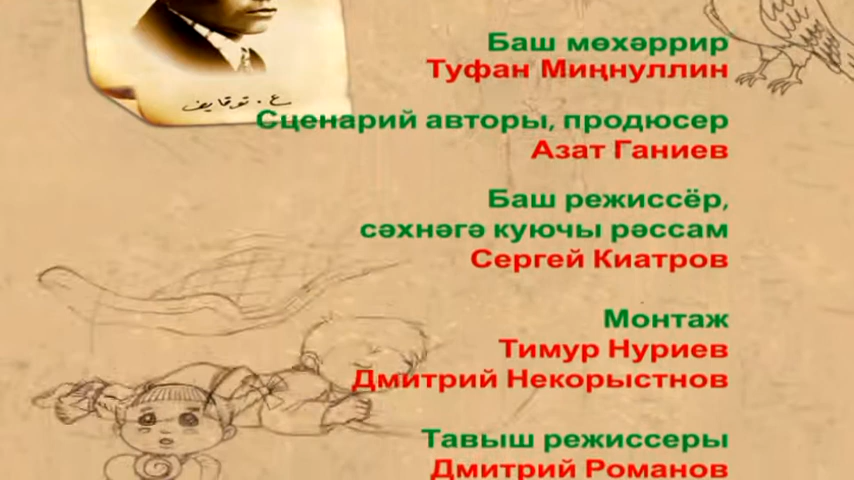 Баш мөхәррир
Туфан Миңнуллин
ع . توقایف
Сценарий авторы, продюсер
Азат Ганиев
Баш режиссёр,
сәхнәгә куючы рәссам
Сергей Киатров
Монтаж
Тимур Нуриев
Дмитрий Некорыстнов
Тавыш режиссеры
Дмитрий Романов